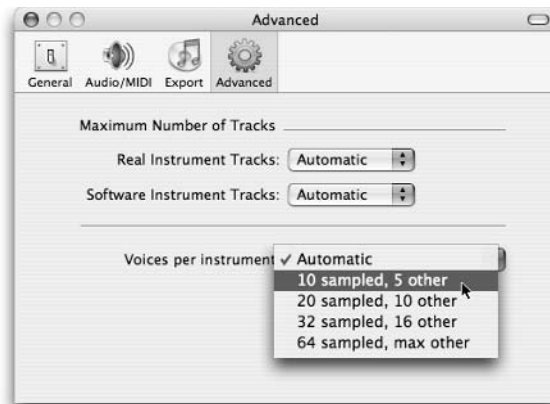 Advanced
General Audio/MIDI Export Advanced
Maximum Number of Tracks
Real Instrument Tracks: Automatic
Software Instrument Tracks: Automatic
Voices per instrument ✓ Automatic
10 sampled, 5 other
20 sampled, 10 other
32 sampled, 16 other
64 sampled, max other